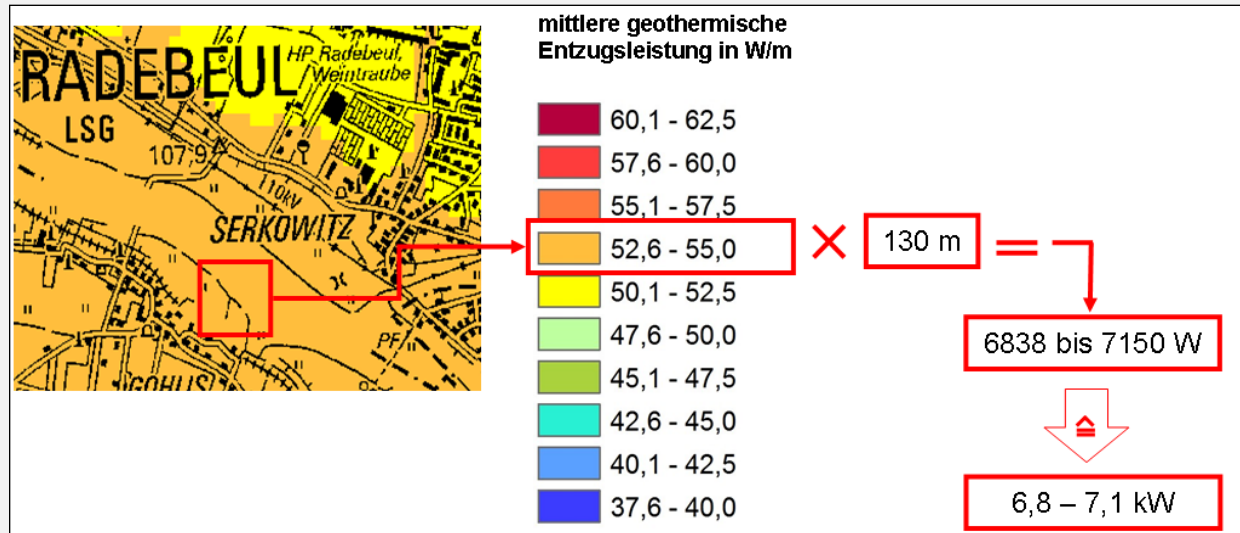 mittlere geothermische
Entzugsleistung in W/m
RADEBEUL
HP Radebeul,
Weintraube
LSG
107,9
110kV
SERKOWITZ
PF
GOHLIS
60,1 - 62,5
57,6 - 60,0
55,1 - 57,5
52,6 - 55,0
50,1 - 52,5
47,6 - 50,0
45,1 - 47,5
42,6 - 45,0
40,1 - 42,5
37,6 - 40,0
×
130 m
=
6838 bis 7150 W
≙
6,8 – 7,1 kW